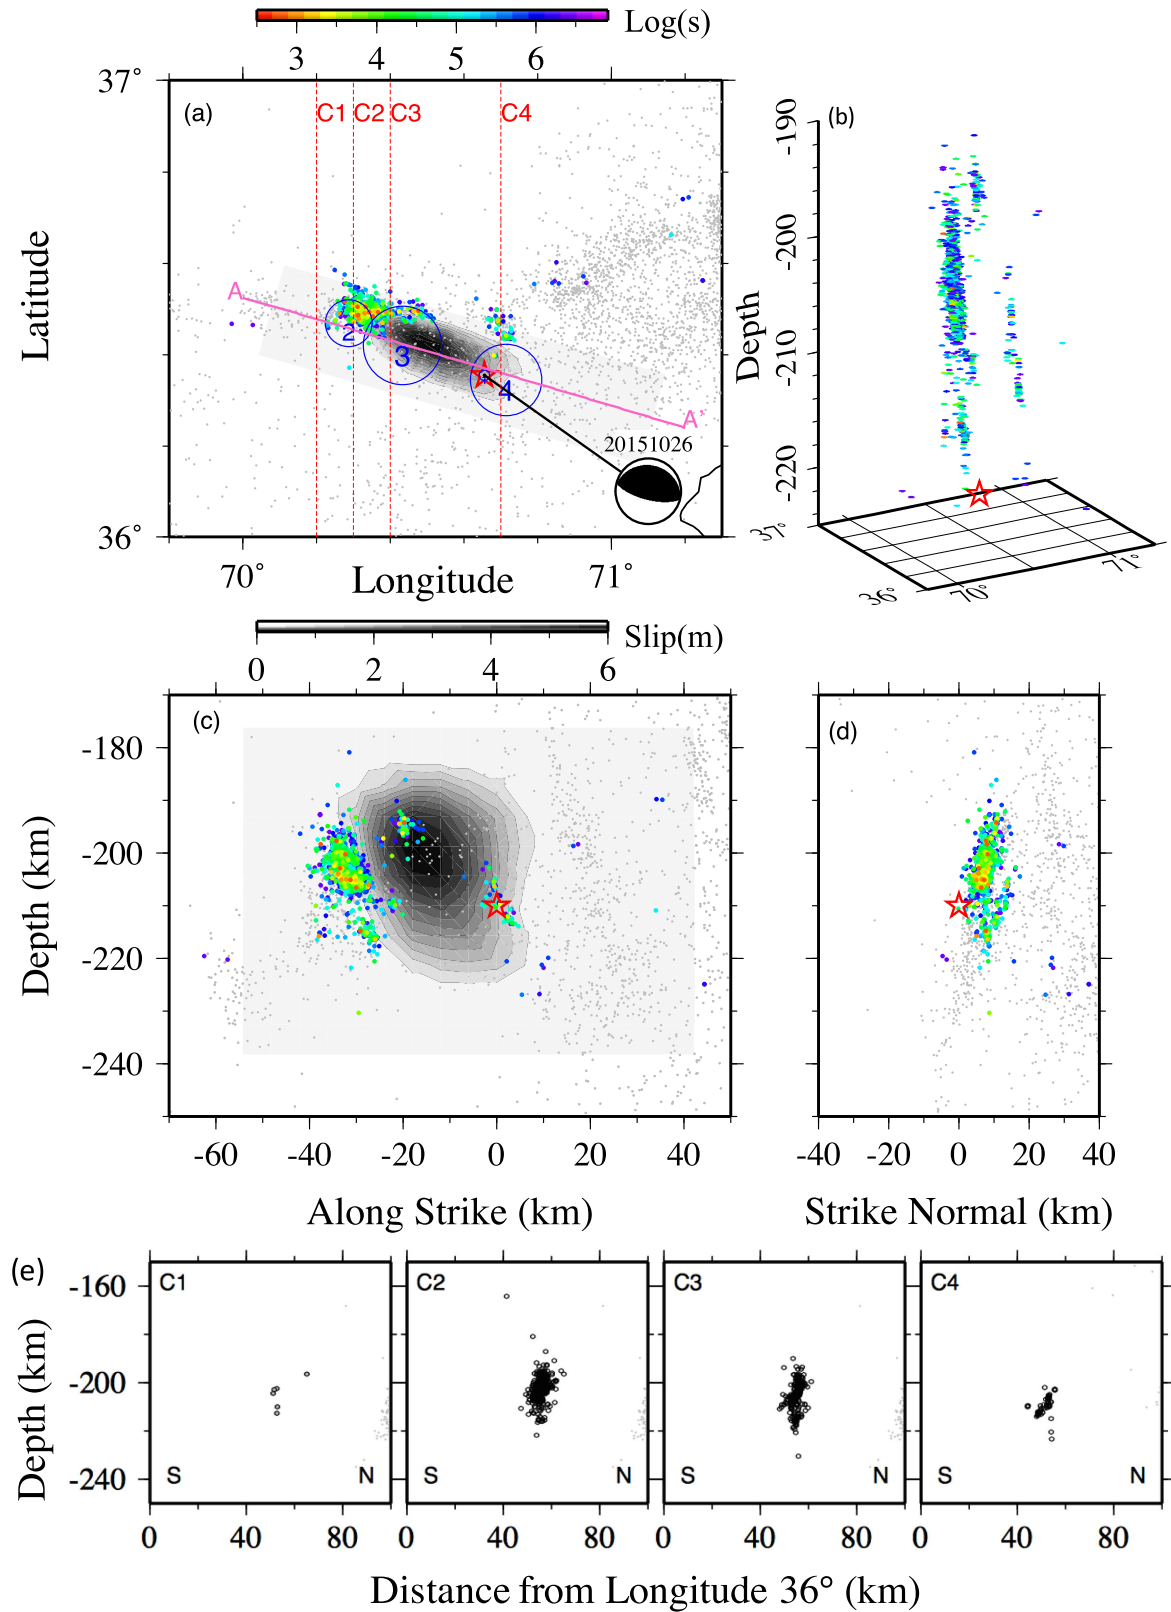 Log(s)
3 4 5 6
37°
(a)
C1 C2 C3 C4
A
2
3
4
A'
20151026
36°
70° 71°
Latitude
Longitude
(b)
-190
-200
-210
-220
Depth
37°
36°
70°
71°
Slip(m)
0 2 4 6
(c)
-180
-200
-220
-240
Depth (km)
-60 -40 -20 0 20 40
Along Strike (km)
(d)
-40 -20 0 20 40
Strike Normal (km)
(e)
C1 C2 C3 C4
-160
-200
-240
Depth (km)
S N S N S N S N
0 40 80 0 40 80 0 40 80 0 40 80
Distance from Longitude 36° (km)